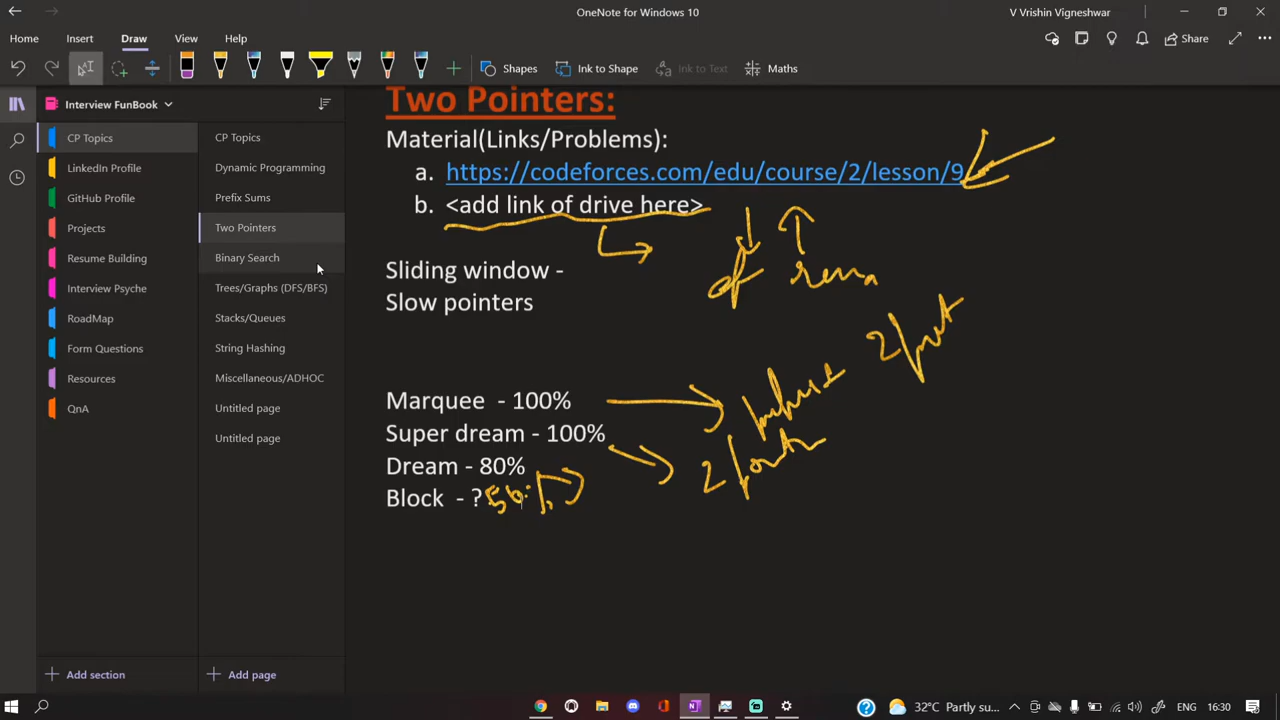 OneNote for Windows 10
V Vrishin Vigneshwar
Home Insert Draw View Help
Share
Shapes Ink to Shape Ink to Text Maths
Interview FunBook
CP Topics
LinkedIn Profile
GitHub Profile
Projects
Resume Building
Interview Psyche
RoadMap
Form Questions
Resources
QnA
Add section
CP Topics
Dynamic Programming
Prefix Sums
Two Pointers
Binary Search
Trees/Graphs (DFS/BFS)
Stacks/Queues
String Hashing
Miscellaneous/ADHOC
Untitled page
Untitled page
Add page
Two Pointers:
Material(Links/Problems):
a. https://codeforces.com/edu/course/2/lesson/9
b. <add link of drive here>
Sliding window -
Slow pointers
Marquee - 100%
Super dream - 100%
Dream - 80%
Block - ?
32°C Partly su...
ENG 16:30